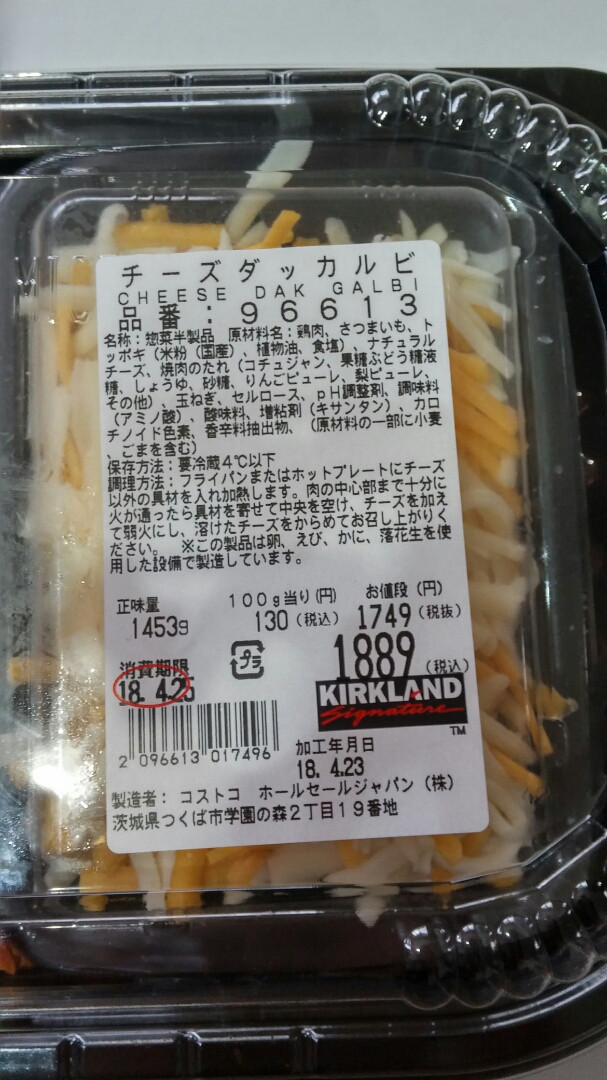 チーズダッカルビ
CHEESE DAK GALBI
品番:96613
名称:惣菜半製品 原材料名:鶏肉、さつまいも、ト
ッポギ(米粉(国産)、植物油、食塩)、ナチュラル
チーズ、焼肉のたれ(コチュジャン、果糖ぶどう糖液
糖、しょうゆ、砂糖、りんごピューレ、梨ピューレ、
その他)、玉ねぎ、セルロース、pH調整剤、調味料
(アミノ酸)、酸味料、増粘剤(キサンタン)、カロ
チノイド色素、香辛料抽出物、(原材料の一部に小麦
、ごまを含む)
保存方法:要冷蔵4℃以下
調理方法:フライパンまたはホットプレートにチーズ
以外の具材を入れ加熱します。肉の中心部まで十分に
火が通ったら具材を寄せて中央を空け、チーズを加え
て弱火にし、溶けたチーズをからめてお召し上がりく
ださい。 ※この製品は卵、えび、かに、落花生を使
用した設備で製造しています。
正味量 100g当り(円) お値段(円)
1453g 130(税込) 1749(税抜)
1889(税込)
消費期限
18. 4.2
プラ
KIRKLAND
Signature
TM
2 096613 017496
加工年月日
18. 4.23
製造者: コストコ ホールセールジャパン(株)
茨城県つくば市学園の森2丁目19番地